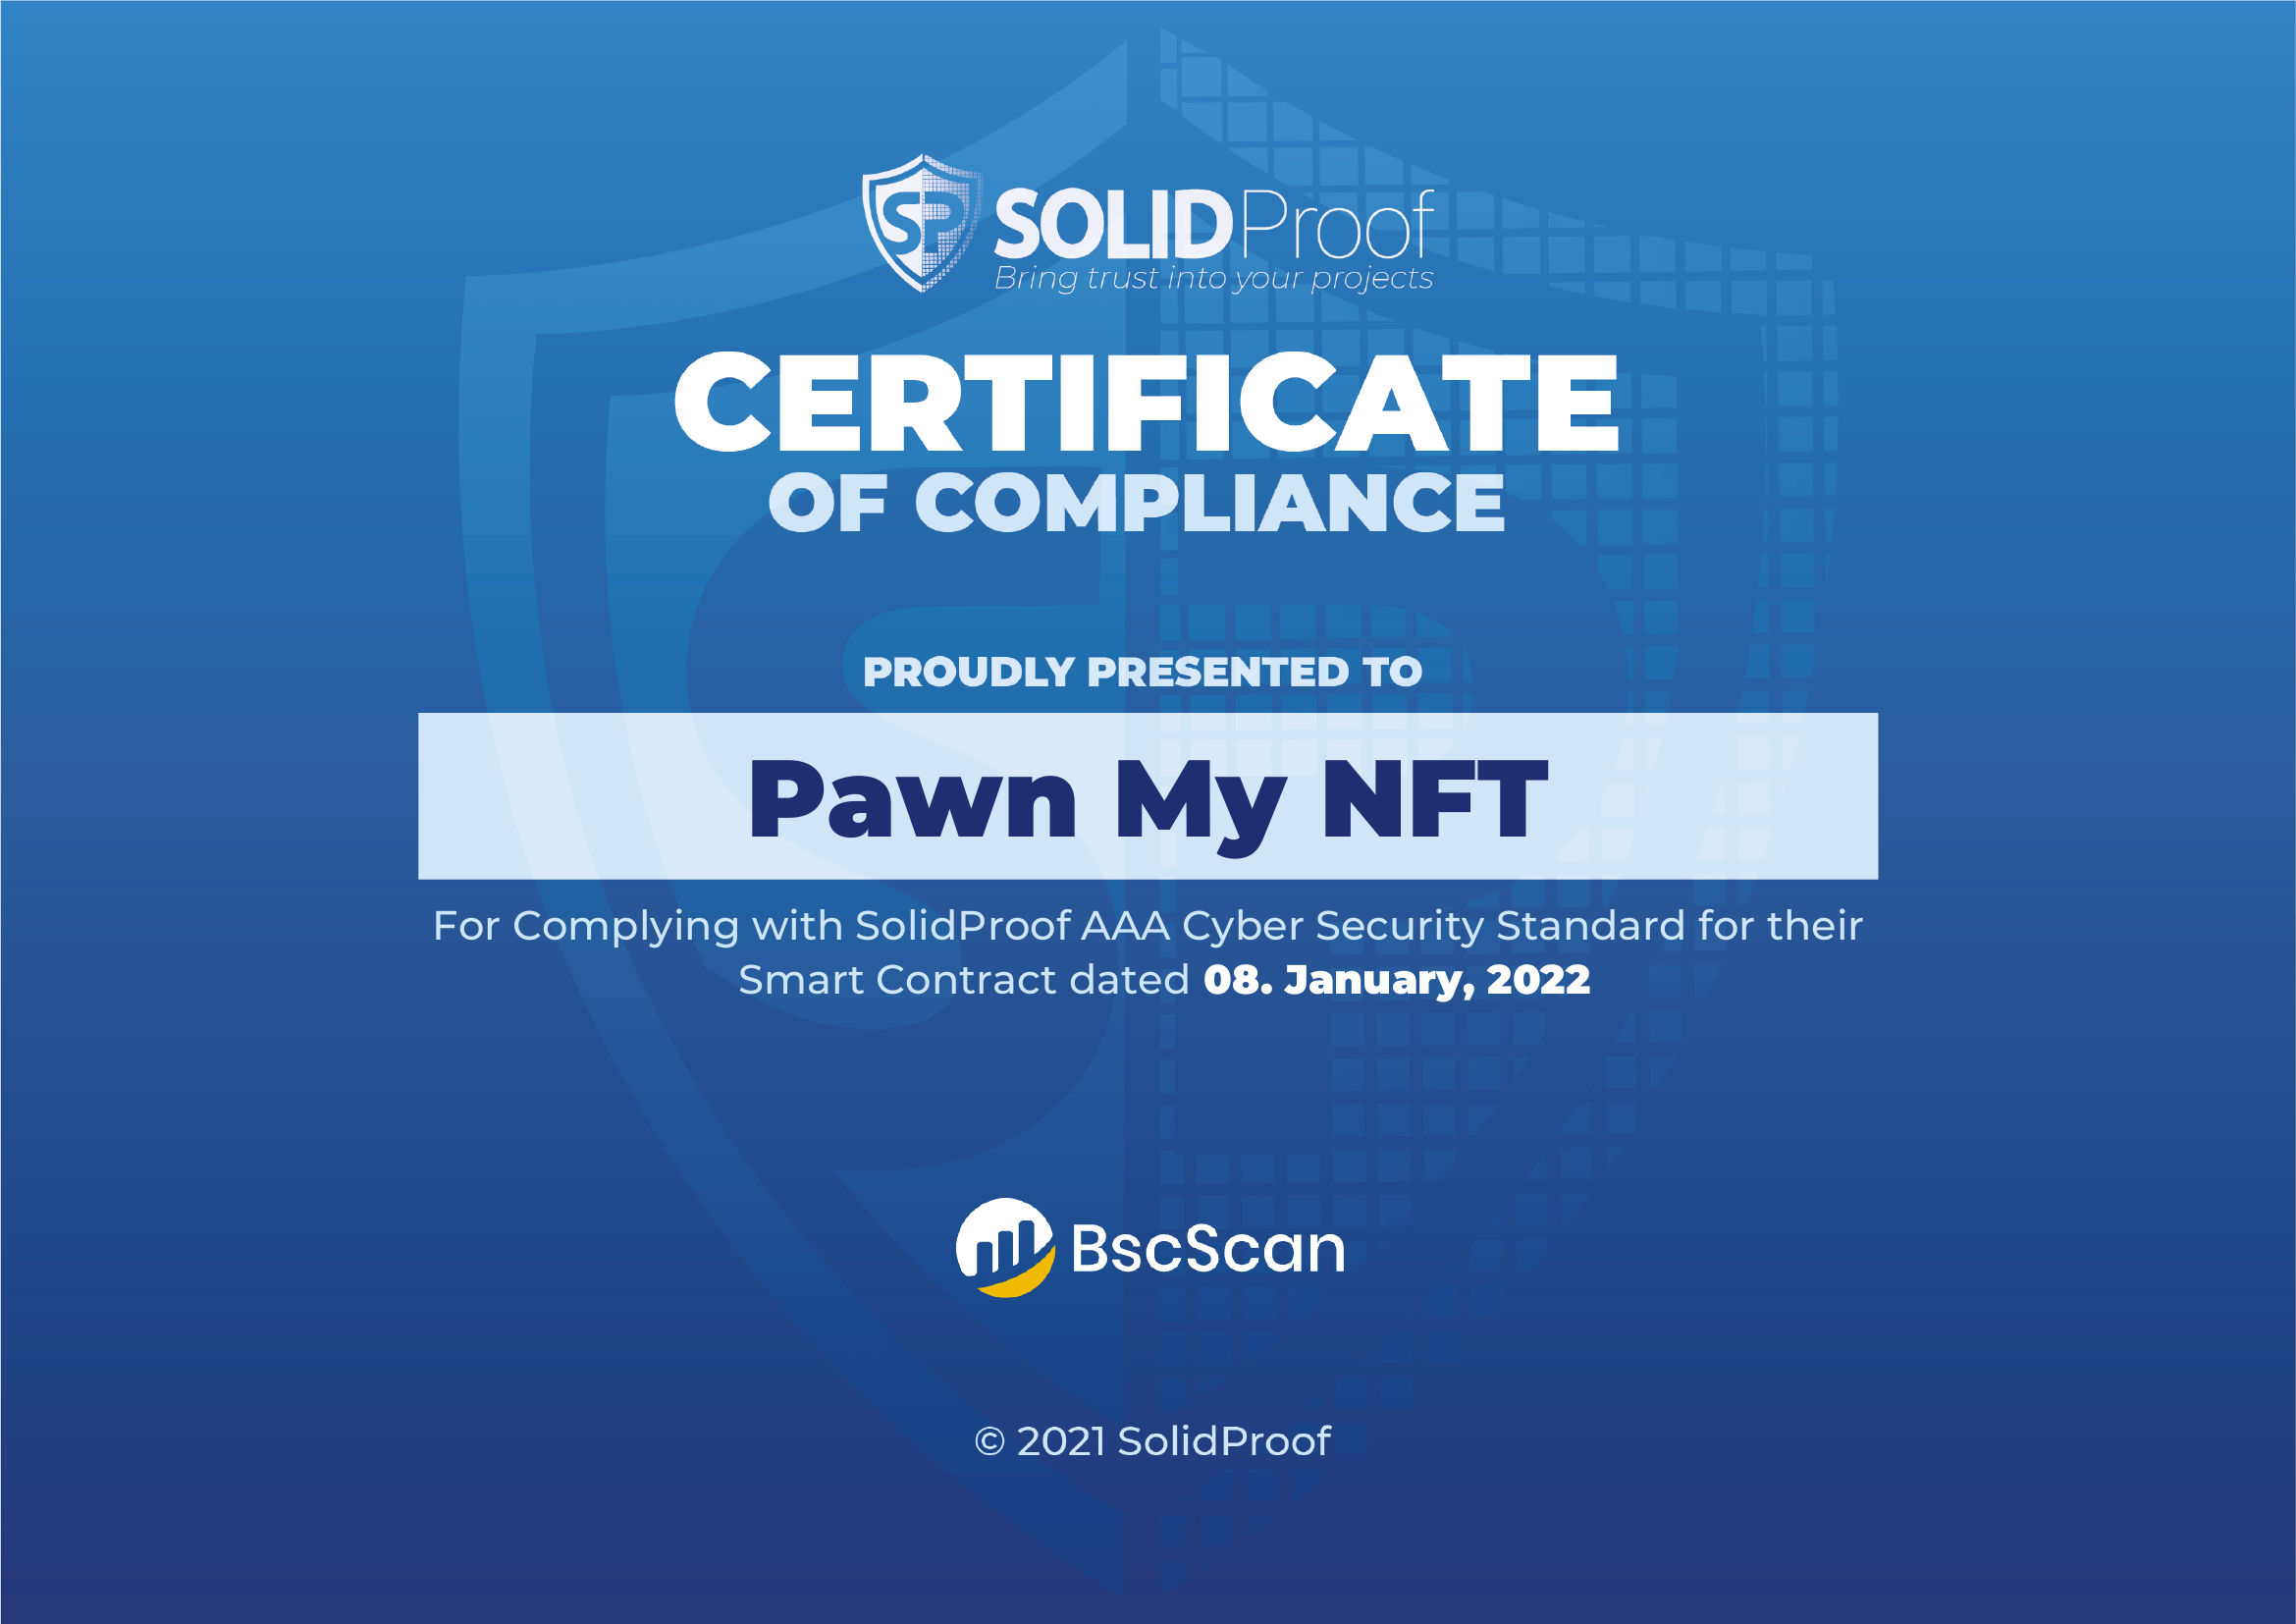 SP SOLIDProof
Bring trust into your projects
CERTIFICATE
OF COMPLIANCE
PROUDLY PRESENTED TO
Pawn My NFT
For Complying with SolidProof AAA Cyber Security Standard for their
Smart Contract dated 08. January, 2022
BscScan
© 2021 SolidProof